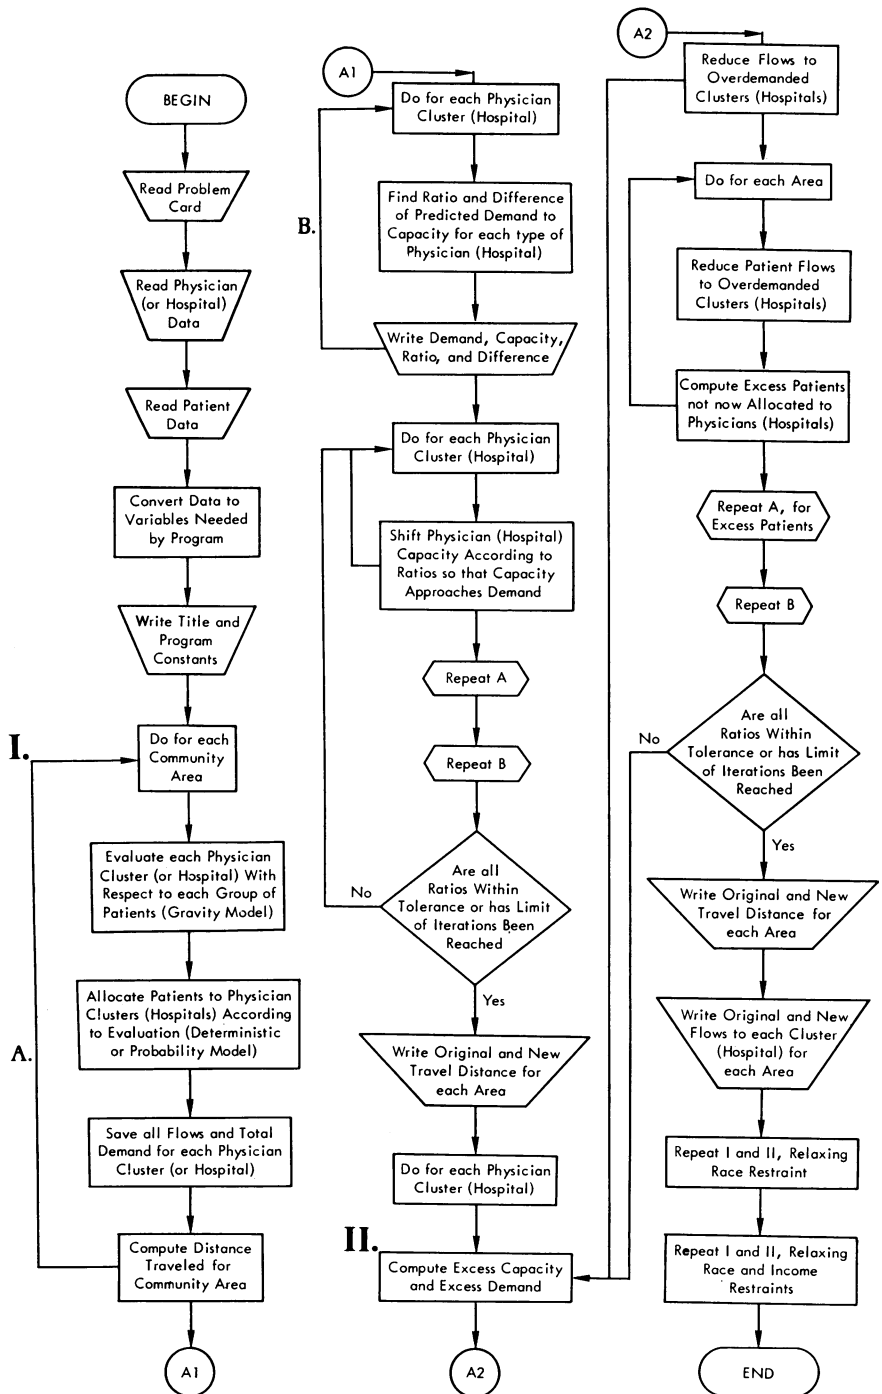 BEGIN
Read Problem
Card
Read Physician
(or Hospital)
Data
Read Patient
Data
Convert Data to
Variables Needed
by Program
Write Title and
Program
Constants
I.
Do for each
Community
Area
Evaluate each Physician
Cluster (or Hospital) With
Respect to each Group of
Patients (Gravity Model)
A.
Allocate Patients to Physician
Clusters (Hospitals) According
to Evaluation (Deterministic
or Probability Model)
Save all Flows and Total
Demand for each Physician
Cluster (or Hospital)
Compute Distance
Traveled for
Community Area
A1
A1
Do for each Physician
Cluster (Hospital)
B.
Find Ratio and Difference
of Predicted Demand to
Capacity for each type of
Physician (Hospital)
Write Demand, Capacity,
Ratio, and Difference
Do for each Physician
Cluster (Hospital)
Shift Physician (Hospital)
Capacity According to
Ratios so that Capacity
Approaches Demand
Repeat A
Repeat B
No
Are all
Ratios Within
Tolerance or has Limit
of Iterations Been
Reached
Yes
Write Original and New
Travel Distance for
each Area
Do for each Physician
Cluster (Hospital)
II.
Compute Excess Capacity
and Excess Demand
A2
A2
Reduce Flows to
Overdemanded
Clusters (Hospitals)
Do for each Area
Reduce Patient Flows
to Overdemanded
Clusters (Hospitals)
Compute Excess Patients
not now Allocated to
Physicians (Hospitals)
Repeat A, for
Excess Patients
Repeat B
No
Are all
Ratios Within
Tolerance or has Limit
of Iterations Been
Reached
Yes
Write Original and New
Travel Distance for
each Area
Write Original and New
Flows to each Cluster
(Hospital) for
each Area
Repeat I and II, Relaxing
Race Restraint
Repeat I and II, Relaxing
Race and Income
Restraints
END